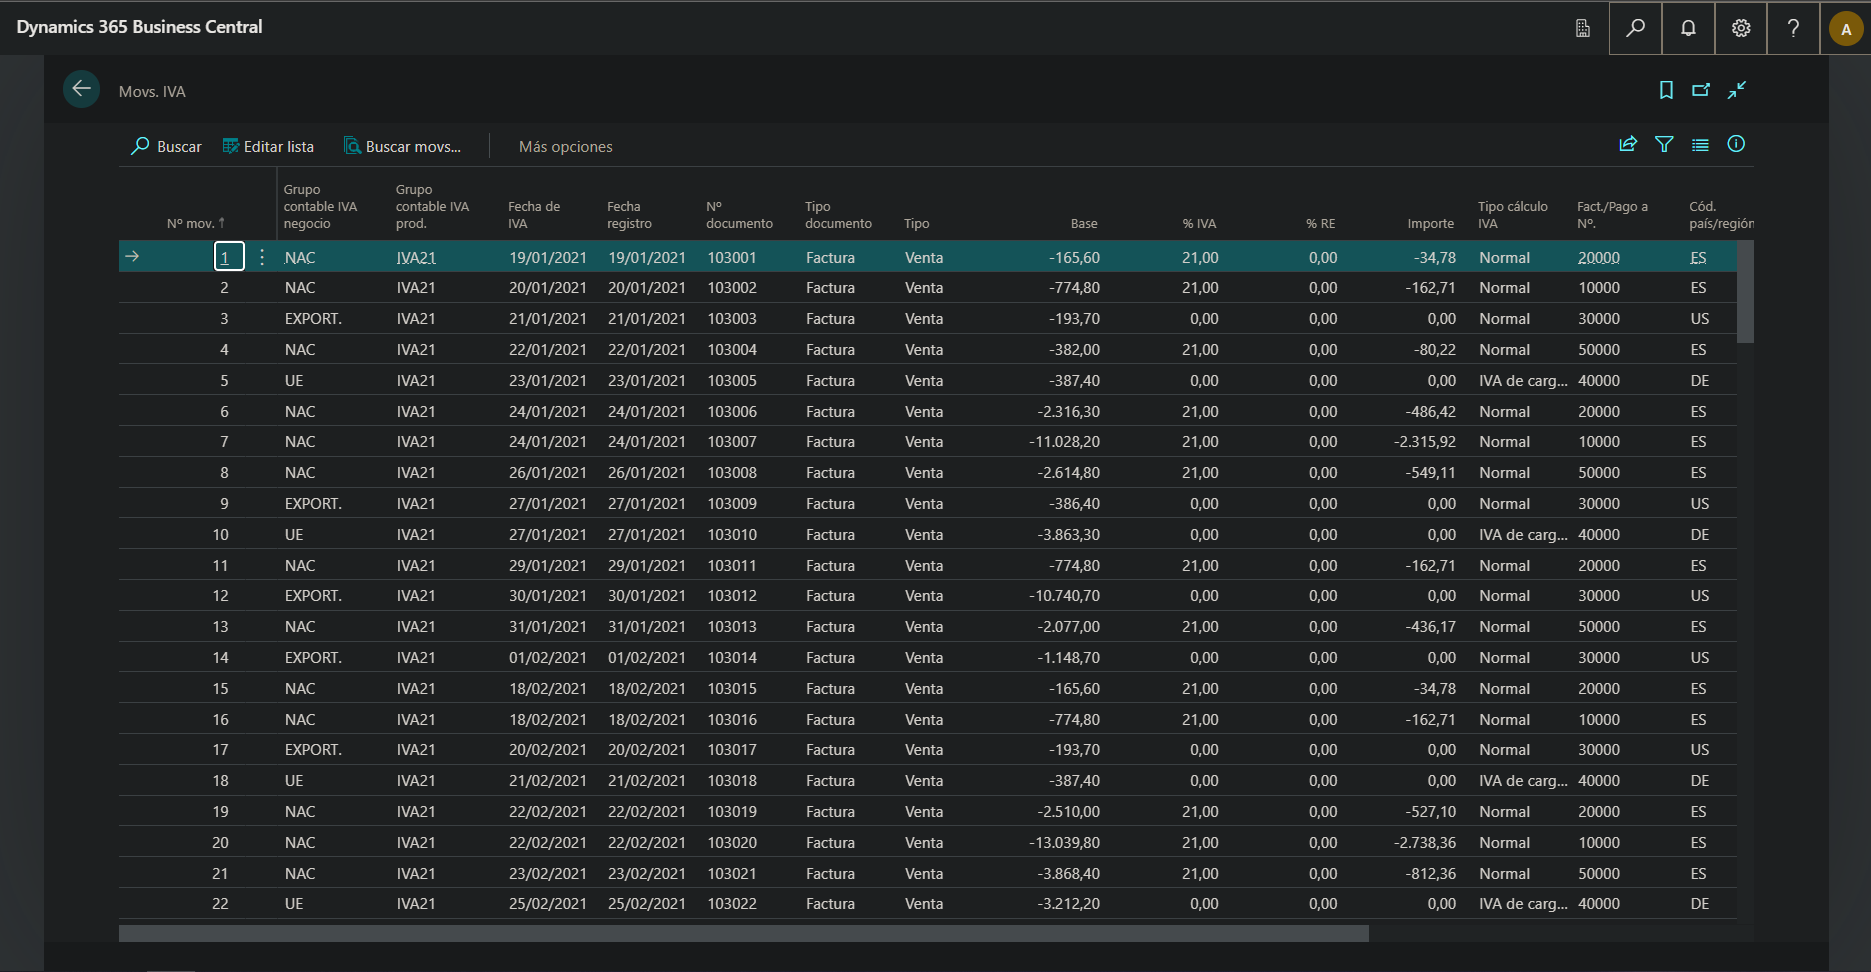 Dynamics 365 Business Central
A
Movs. IVA
Buscar Editar lista Buscar movs... Más opciones
Nº mov. ↑ Grupo contable IVA negocio Grupo contable IVA prod. Fecha de IVA Fecha registro Nº documento Tipo documento Tipo Base % IVA % RE Importe Tipo cálculo IVA Fact./Pago a Nº. Cód. país/región
1 NAC IVA21 19/01/2021 19/01/2021 103001 Factura Venta -165,60 21,00 0,00 -34,78 Normal 20000 ES
2 NAC IVA21 20/01/2021 20/01/2021 103002 Factura Venta -774,80 21,00 0,00 -162,71 Normal 10000 ES
3 EXPORT. IVA21 21/01/2021 21/01/2021 103003 Factura Venta -193,70 0,00 0,00 0,00 Normal 30000 US
4 NAC IVA21 22/01/2021 22/01/2021 103004 Factura Venta -382,00 21,00 0,00 -80,22 Normal 50000 ES
5 UE IVA21 23/01/2021 23/01/2021 103005 Factura Venta -387,40 0,00 0,00 0,00 IVA de carg... 40000 DE
6 NAC IVA21 24/01/2021 24/01/2021 103006 Factura Venta -2.316,30 21,00 0,00 -486,42 Normal 20000 ES
7 NAC IVA21 24/01/2021 24/01/2021 103007 Factura Venta -11.028,20 21,00 0,00 -2.315,92 Normal 10000 ES
8 NAC IVA21 26/01/2021 26/01/2021 103008 Factura Venta -2.614,80 21,00 0,00 -549,11 Normal 50000 ES
9 EXPORT. IVA21 27/01/2021 27/01/2021 103009 Factura Venta -386,40 0,00 0,00 0,00 Normal 30000 US
10 UE IVA21 27/01/2021 27/01/2021 103010 Factura Venta -3.863,30 0,00 0,00 0,00 IVA de carg... 40000 DE
11 NAC IVA21 29/01/2021 29/01/2021 103011 Factura Venta -774,80 21,00 0,00 -162,71 Normal 20000 ES
12 EXPORT. IVA21 30/01/2021 30/01/2021 103012 Factura Venta -10.740,70 0,00 0,00 0,00 Normal 30000 US
13 NAC IVA21 31/01/2021 31/01/2021 103013 Factura Venta -2.077,00 21,00 0,00 -436,17 Normal 50000 ES
14 EXPORT. IVA21 01/02/2021 01/02/2021 103014 Factura Venta -1.148,70 0,00 0,00 0,00 Normal 30000 US
15 NAC IVA21 18/02/2021 18/02/2021 103015 Factura Venta -165,60 21,00 0,00 -34,78 Normal 20000 ES
16 NAC IVA21 18/02/2021 18/02/2021 103016 Factura Venta -774,80 21,00 0,00 -162,71 Normal 10000 ES
17 EXPORT. IVA21 20/02/2021 20/02/2021 103017 Factura Venta -193,70 0,00 0,00 0,00 Normal 30000 US
18 UE IVA21 21/02/2021 21/02/2021 103018 Factura Venta -387,40 0,00 0,00 0,00 IVA de carg... 40000 DE
19 NAC IVA21 22/02/2021 22/02/2021 103019 Factura Venta -2.510,00 21,00 0,00 -527,10 Normal 20000 ES
20 NAC IVA21 22/02/2021 22/02/2021 103020 Factura Venta -13.039,80 21,00 0,00 -2.738,36 Normal 10000 ES
21 NAC IVA21 23/02/2021 23/02/2021 103021 Factura Venta -3.868,40 21,00 0,00 -812,36 Normal 50000 ES
22 UE IVA21 25/02/2021 25/02/2021 103022 Factura Venta -3.212,20 0,00 0,00 0,00 IVA de carg... 40000 DE